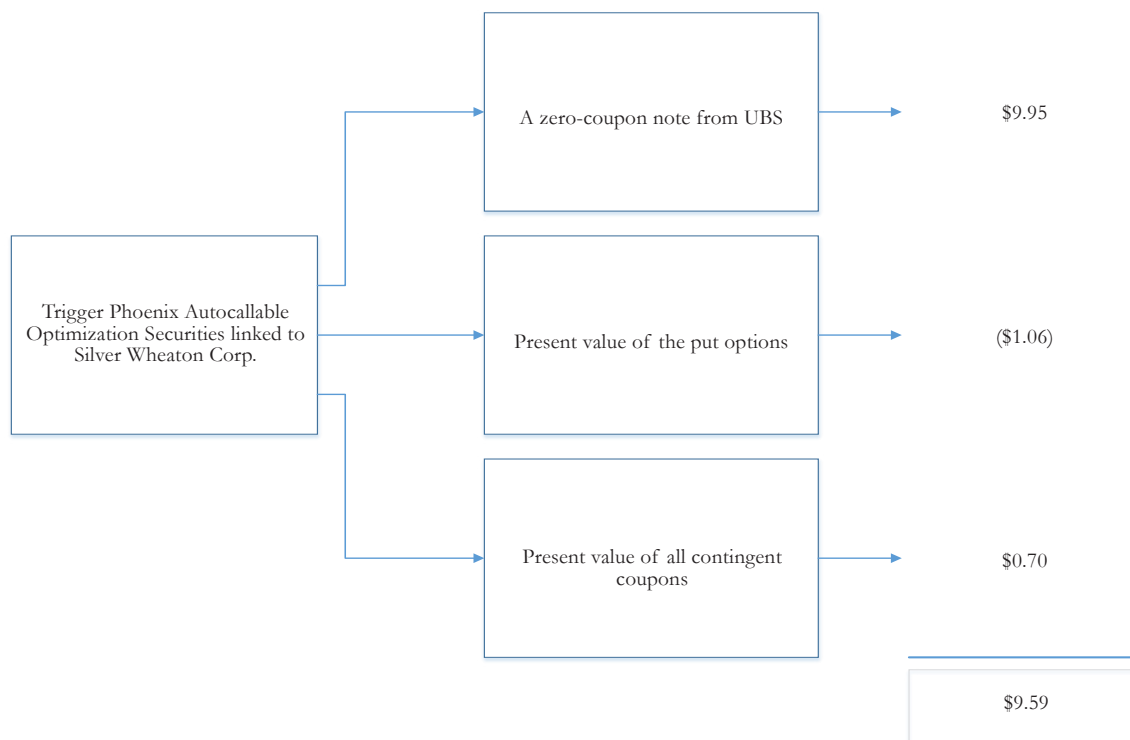 A zero-coupon note from UBS
$9.95
Trigger Phoenix Autocallable
Optimization Securities linked to
Silver Wheaton Corp.
Present value of the put options
($1.06)
Present value of all contingent
coupons
$0.70
$9.59